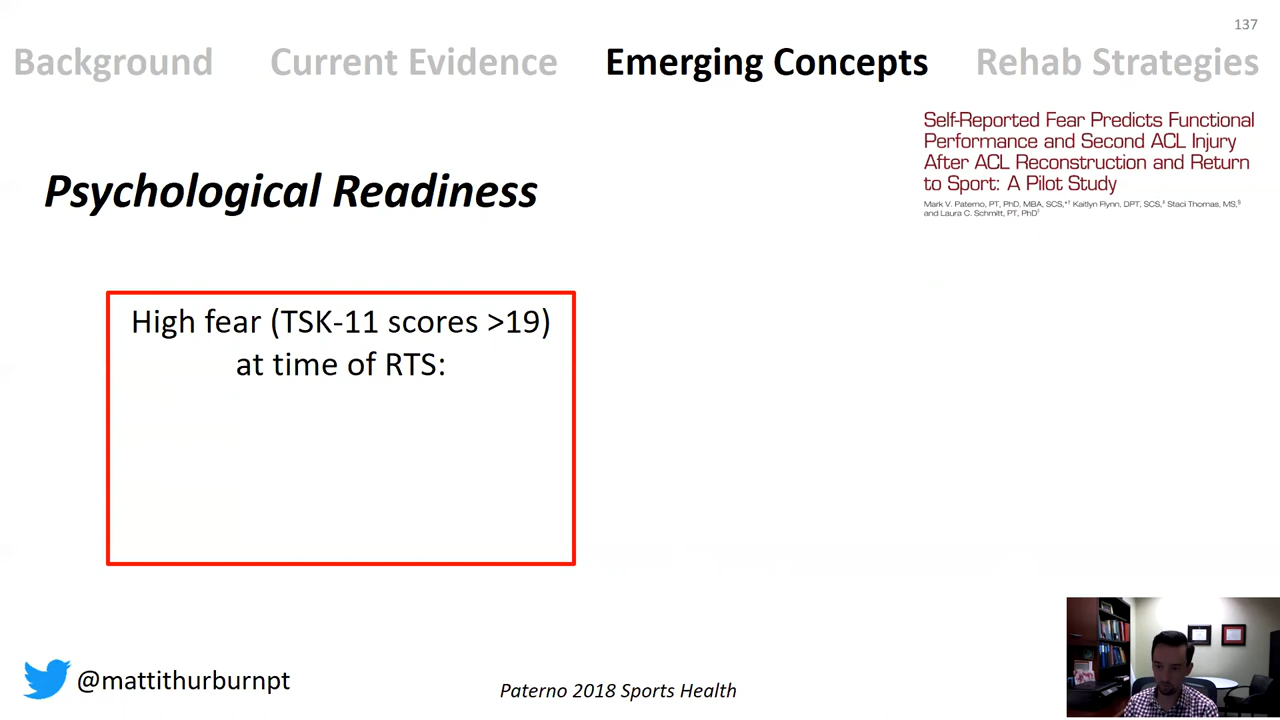 137
Background Current Evidence Emerging Concepts Rehab Strategies
Self-Reported Fear Predicts Functional
Performance and Second ACL Injury
After ACL Reconstruction and Return
to Sport: A Pilot Study
Mark V. Paterno, PT, PhD, MBA, SCS,*† Kaitlyn Flynn, DPT, SCS,‡ Staci Thomas, MS,§
and Laura C. Schmitt, PT, PhD
Psychological Readiness
High fear (TSK-11 scores >19)
at time of RTS:
@mattithurburnpt
Paterno 2018 Sports Health